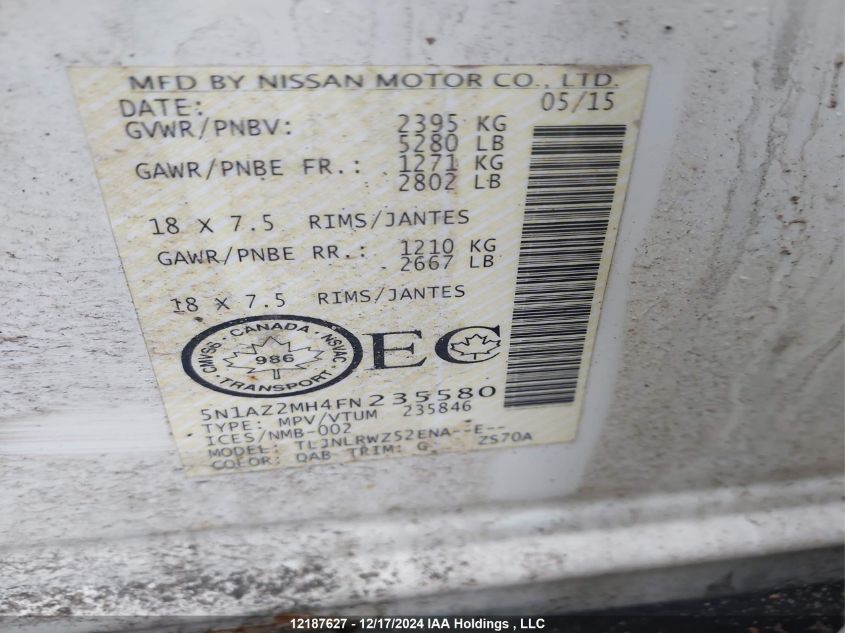 MFD BY NISSAN MOTOR CO., LTD.
DATE: 05/15
GVWR/PNBV: 2395 KG
5280 LB
GAWR/PNBE FR.: 1271 KG
2802 LB
18 X 7.5 RIMS/JANTES
GAWR/PNBE RR.: 1210 KG
2667 LB
18 X 7.5 RIMS/JANTES
CMVSS · CANADA · NSVAC
986
TRANSPORT
EC
5N1AZ2MH4FN235580
TYPE: MPV/VTUM 235846
ICES/NMB-002
MODEL: TLJNLRWZ52ENA--E--
COLOR: QAB TRIM: G ZS70A
12187627 - 12/17/2024 IAA Holdings , LLC